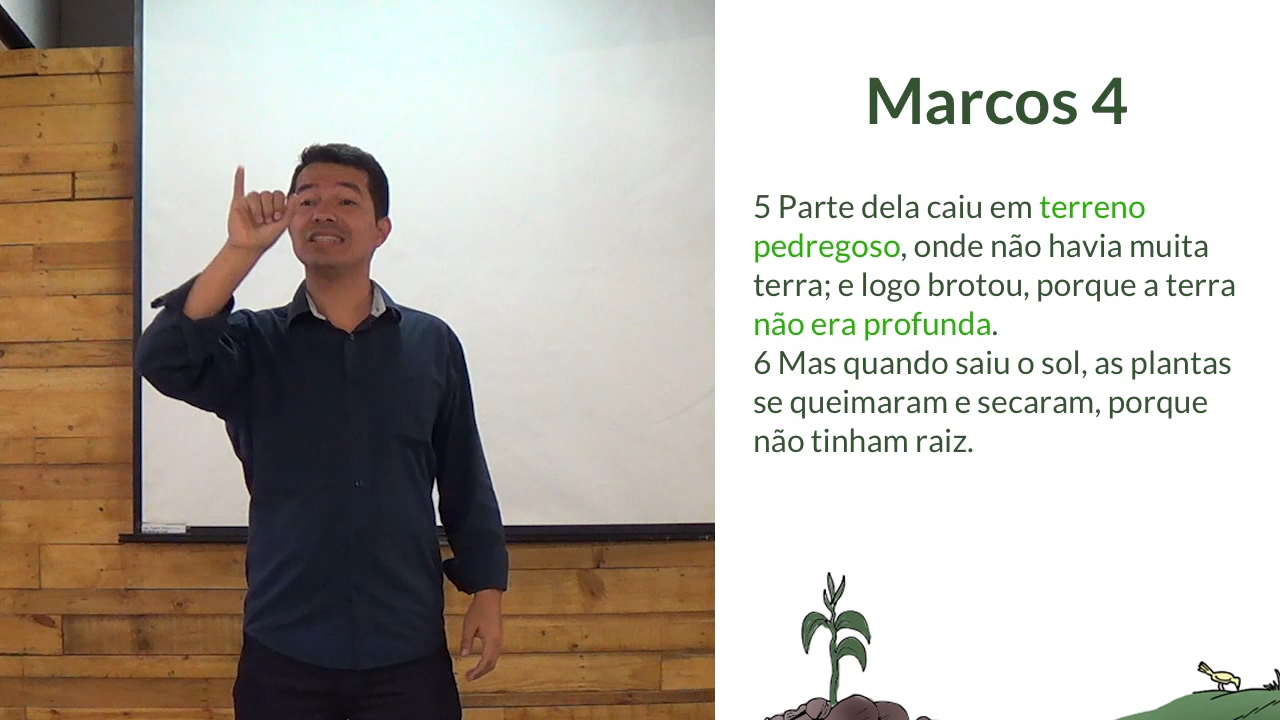 Marcos 4
5 Parte dela caiu em terreno
pedregoso, onde não havia muita
terra; e logo brotou, porque a terra
não era profunda.
6 Mas quando saiu o sol, as plantas
se queimaram e secaram, porque
não tinham raiz.